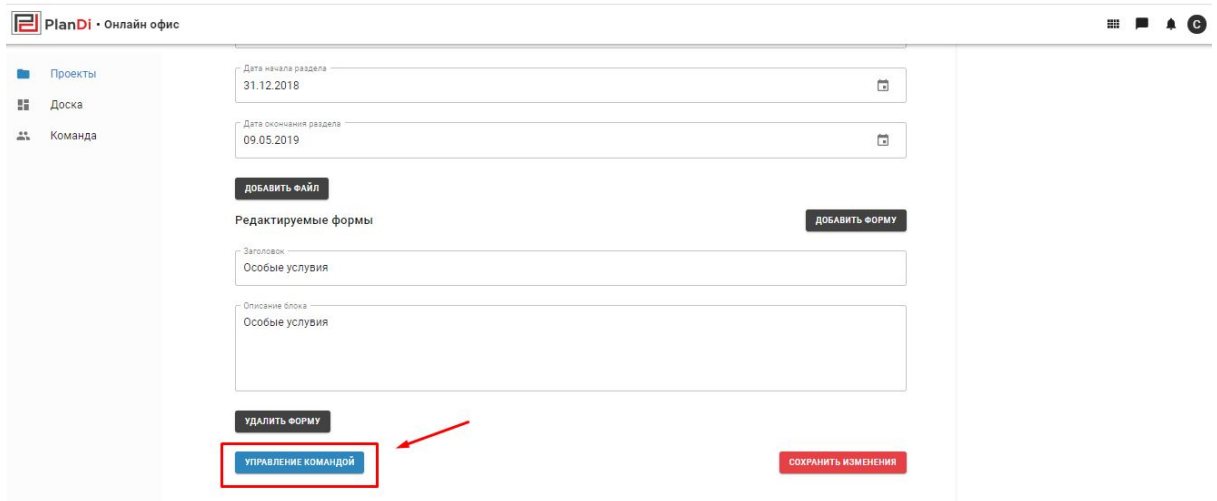 PlanDi • Онлайн офис
C
Проекты
Доска
Команда
Дата начала раздела
31.12.2018
Дата окончания раздела
09.05.2019
ДОБАВИТЬ ФАЙЛ
Редактируемые формы
ДОБАВИТЬ ФОРМУ
Заголовок
Особые услувия
Описание блока
Особые услувия
УДАЛИТЬ ФОРМУ
УПРАВЛЕНИЕ КОМАНДОЙ
СОХРАНИТЬ ИЗМЕНЕНИЯ